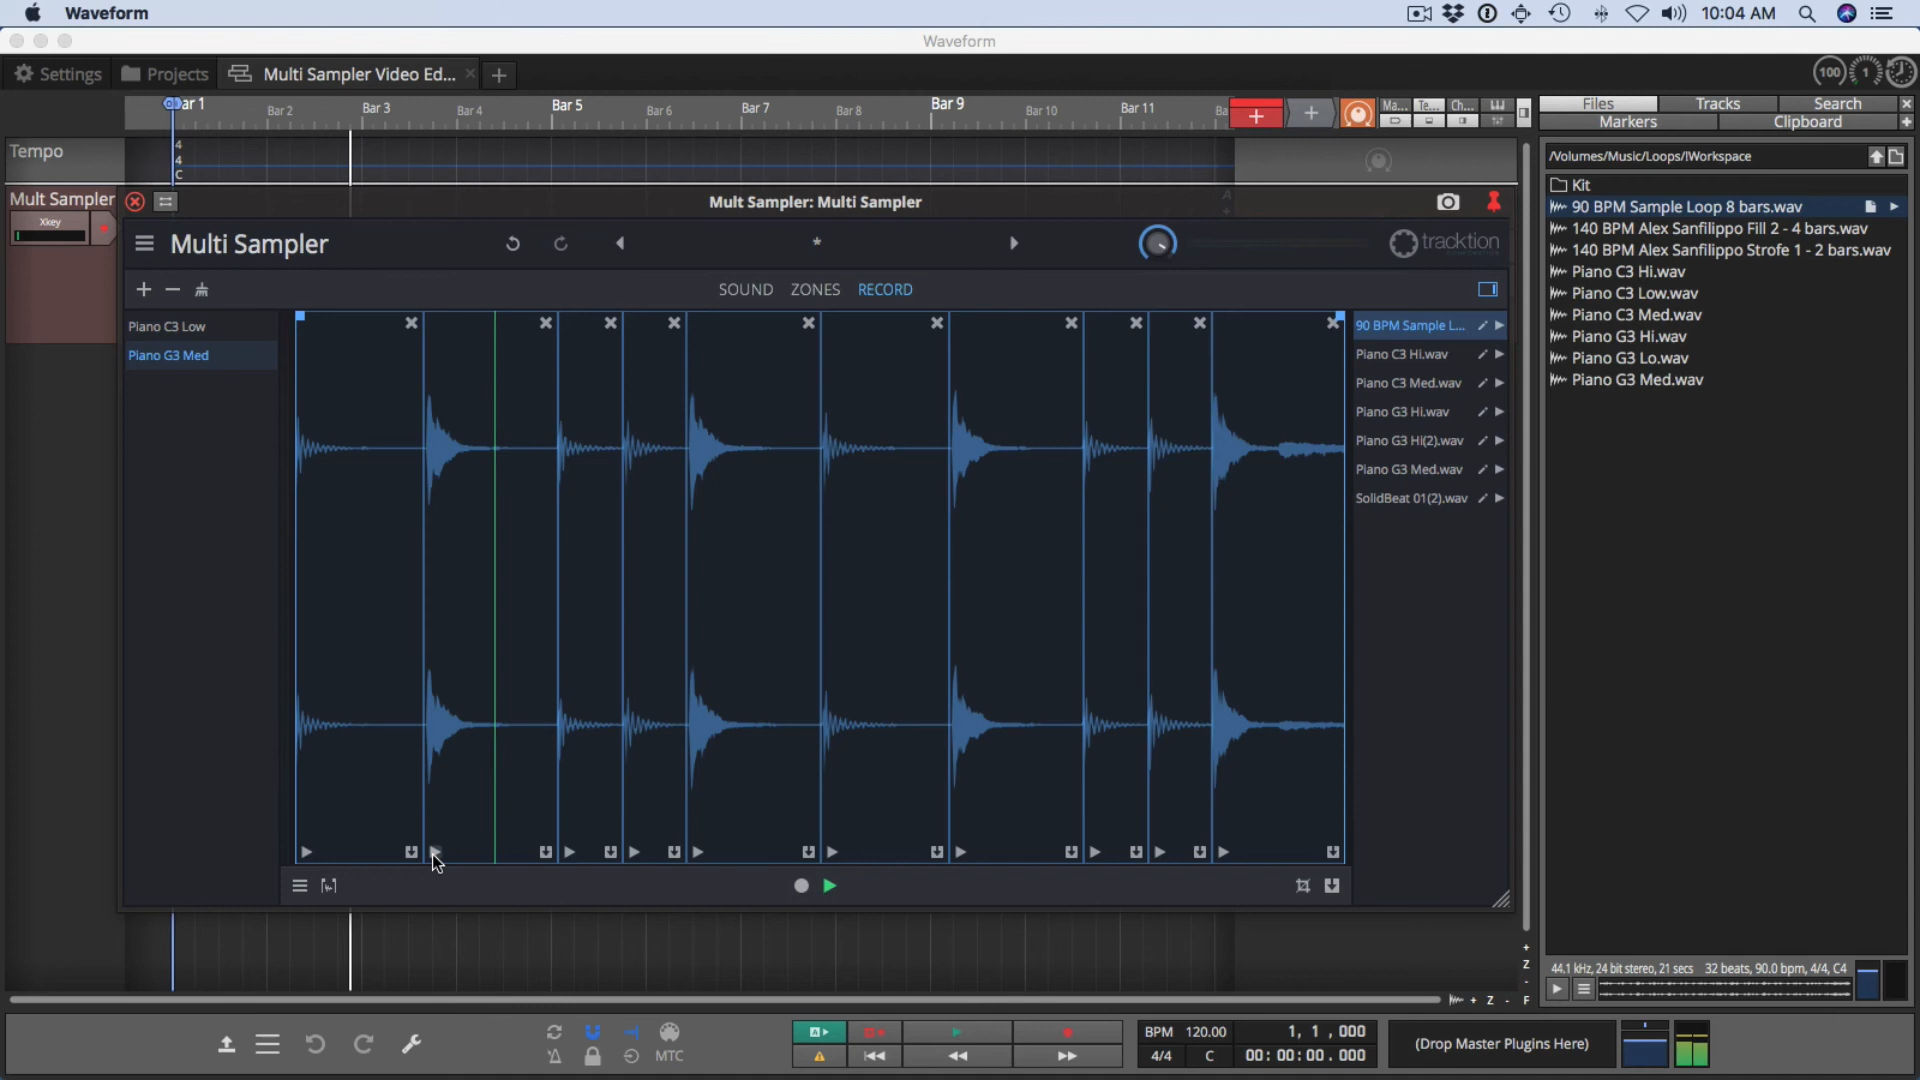 Waveform
10:04 AM
Waveform
Settings
Projects
Multi Sampler Video Ed...
100
1
Bar 1
Bar 2
Bar 3
Bar 4
Bar 5
Bar 6
Bar 7
Bar 8
Bar 9
Bar 10
Bar 11
Ba
Ma...
Te...
Ch...
Files
Tracks
Search
Markers
Clipboard
Tempo
4
4
C
/Volumes/Music/Loops/!Workspace
Kit
90 BPM Sample Loop 8 bars.wav
140 BPM Alex Sanfilippo Fill 2 - 4 bars.wav
140 BPM Alex Sanfilippo Strofe 1 - 2 bars.wav
Piano C3 Hi.wav
Piano C3 Low.wav
Piano C3 Med.wav
Piano G3 Hi.wav
Piano G3 Lo.wav
Piano G3 Med.wav
Mult Sampler
Xkey
Mult Sampler: Multi Sampler
A
Multi Sampler
*
tracktion
SOUND
ZONES
RECORD
Piano C3 Low
Piano G3 Med
90 BPM Sample L...
Piano C3 Hi.wav
Piano C3 Med.wav
Piano G3 Hi.wav
Piano G3 Hi(2).wav
Piano G3 Med.wav
SolidBeat 01(2).wav
+
Z
-
44.1 kHz, 24 bit stereo, 21 secs
32 beats, 90.0 bpm, 4/4, C4
+ Z - F
MTC
BPM 120.00
1, 1 ,000
4/4
C
00:00:00.000
(Drop Master Plugins Here)